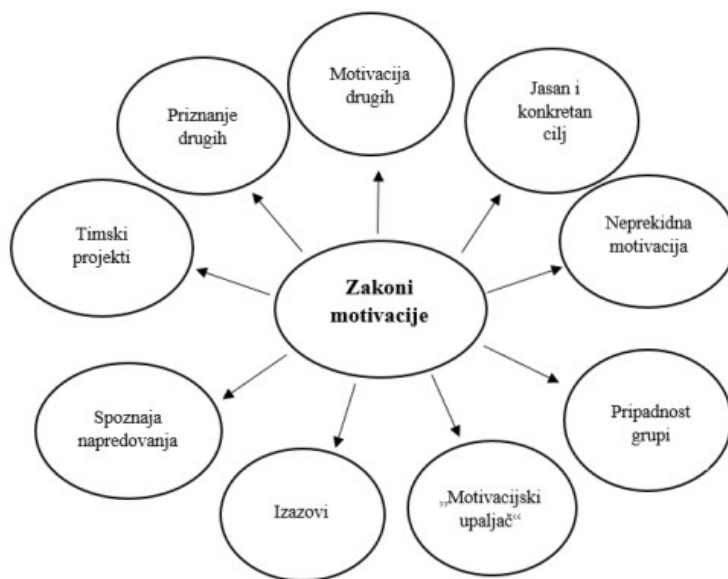 Motivacija
drugih
Jasan i
konkretan
cilj
Priznanje
drugih
Neprekidna
motivacija
Timski
projekti
Zakoni
motivacije
Pripadnost
grupi
Spoznaja
napredovanja
„Motivacijski
upaljač“
Izazovi